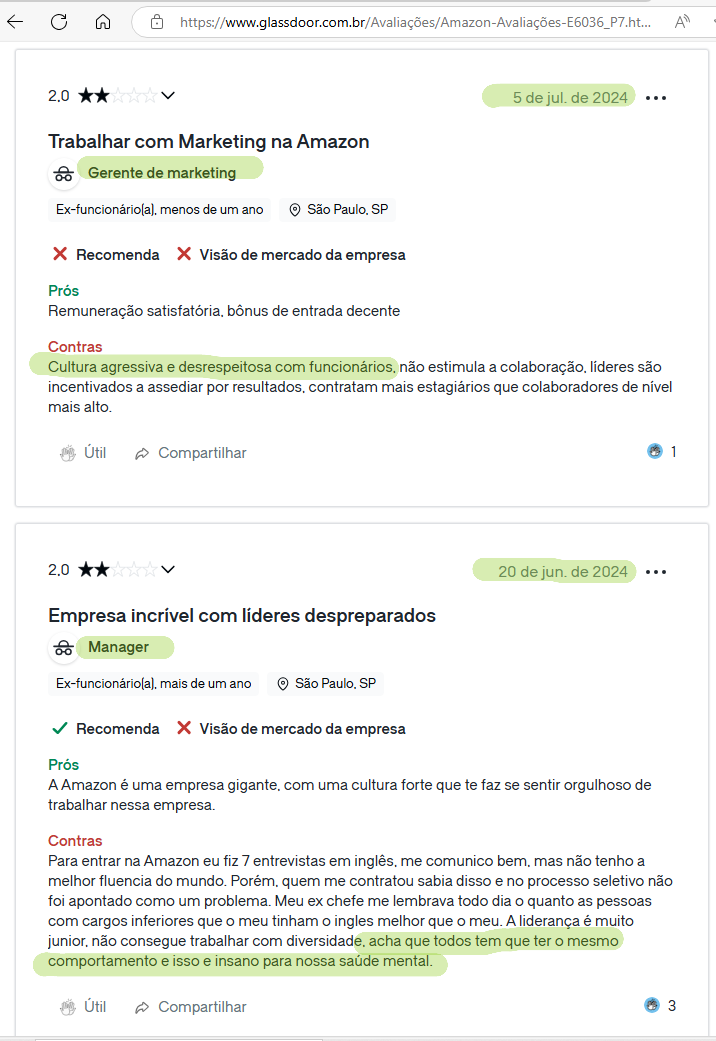 https://www.glassdoor.com.br/Avaliações/Amazon-Avaliações-E6036_P7.ht...
2,0
5 de jul. de 2024
Trabalhar com Marketing na Amazon
Gerente de marketing
Ex-funcionário(a), menos de um ano
São Paulo, SP
Recomenda
Visão de mercado da empresa
Prós
Remuneração satisfatória, bônus de entrada decente
Contras
Cultura agressiva e desrespeitosa com funcionários, não estimula a colaboração, líderes são
incentivados a assediar por resultados, contratam mais estagiários que colaboradores de nível
mais alto.
Útil
Compartilhar
1
2,0
20 de jun. de 2024
Empresa incrível com líderes despreparados
Manager
Ex-funcionário(a), mais de um ano
São Paulo, SP
Recomenda
Visão de mercado da empresa
Prós
A Amazon é uma empresa gigante, com uma cultura forte que te faz se sentir orgulhoso de
trabalhar nessa empresa.
Contras
Para entrar na Amazon eu fiz 7 entrevistas em inglês, me comunico bem, mas não tenho a
melhor fluencia do mundo. Porém, quem me contratou sabia disso e no processo seletivo não
foi apontado como um problema. Meu ex chefe me lembrava todo dia o quanto as pessoas
com cargos inferiores que o meu tinham o ingles melhor que o meu. A liderança é muito
junior, não consegue trabalhar com diversidade, acha que todos tem que ter o mesmo
comportamento e isso e insano para nossa saúde mental.
Útil
Compartilhar
3